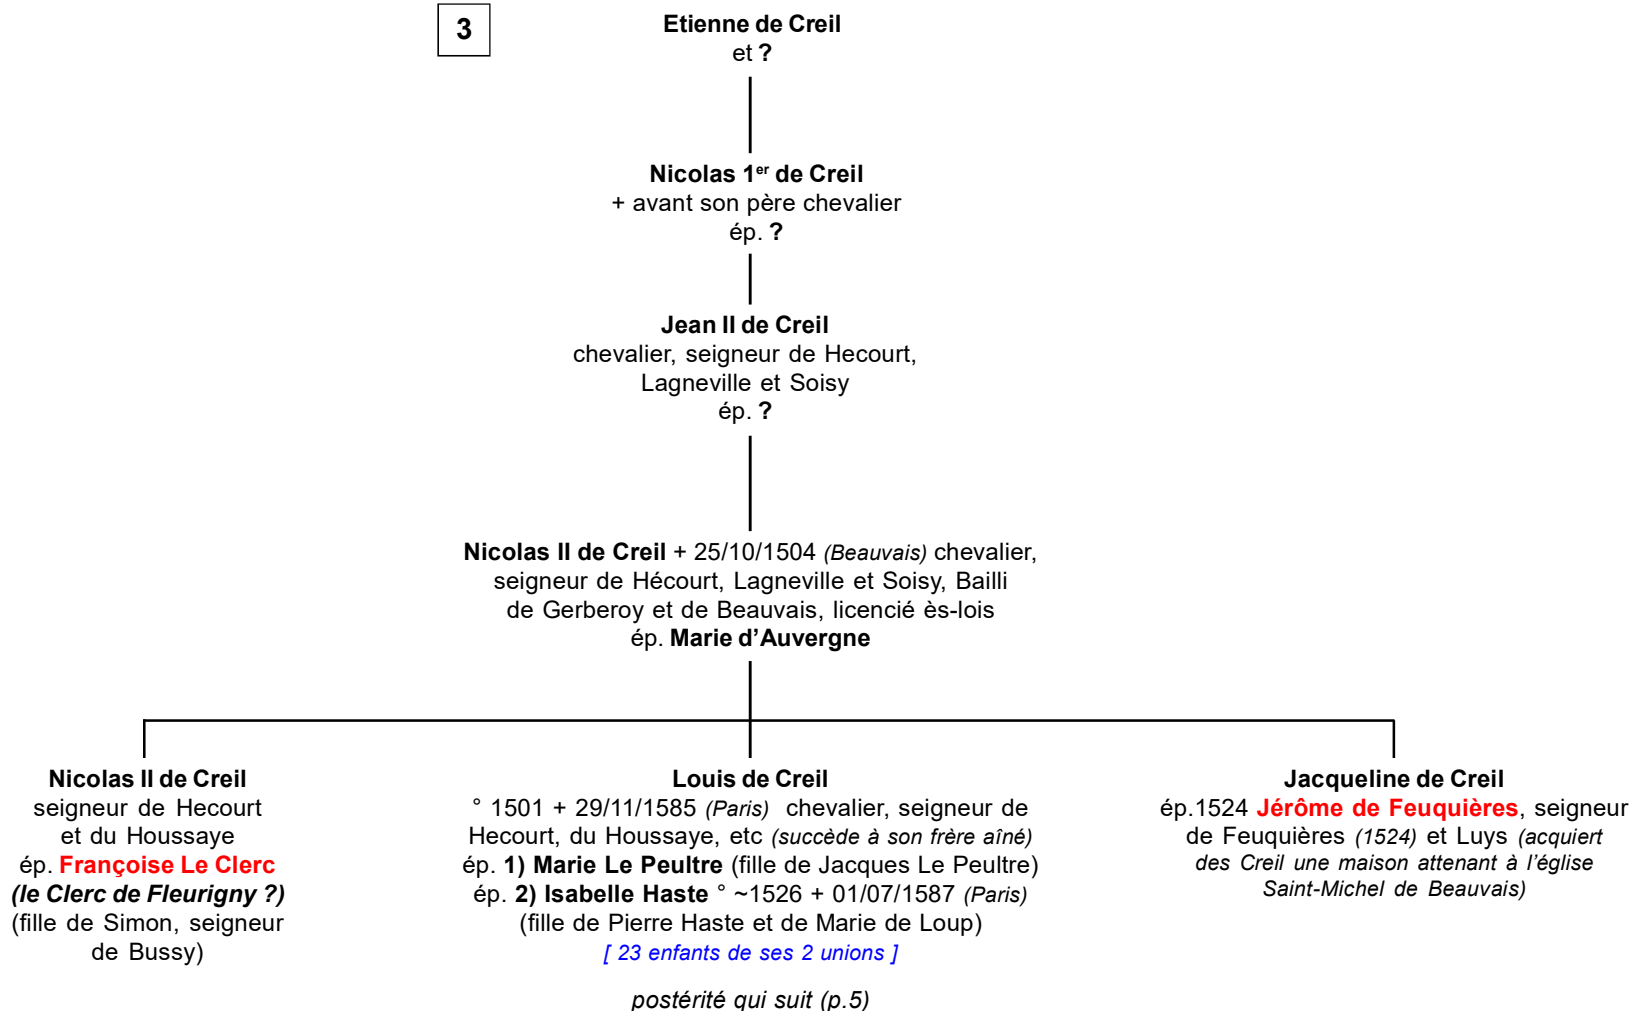 3
Etienne de Creil
et ?
Nicolas 1er de Creil
+ avant son père chevalier
ép. ?
Jean II de Creil
chevalier, seigneur de Hecourt,
Lagneville et Soisy
ép. ?
Nicolas II de Creil + 25/10/1504 (Beauvais) chevalier,
seigneur de Hécourt, Lagneville et Soisy, Bailli
de Gerberoy et de Beauvais, licencié ès-lois
ép. Marie d'Auvergne
Nicolas II de Creil
seigneur de Hecourt
et du Houssaye
ép. Françoise Le Clerc
(le Clerc de Fleurigny ?)
(fille de Simon, seigneur
de Bussy)
Louis de Creil
° 1501 + 29/11/1585 (Paris) chevalier, seigneur de
Hecourt, du Houssaye, etc (succède à son frère aîné)
ép. 1) Marie Le Peultre (fille de Jacques Le Peultre)
ép. 2) Isabelle Haste ° ~1526 + 01/07/1587 (Paris)
(fille de Pierre Haste et de Marie de Loup)
[ 23 enfants de ses 2 unions ]
postérité qui suit (p.5)
Jacqueline de Creil
ép.1524 Jérôme de Feuquières, seigneur
de Feuquières (1524) et Luys (acquiert
des Creil une maison attenant à l'église
Saint-Michel de Beauvais)